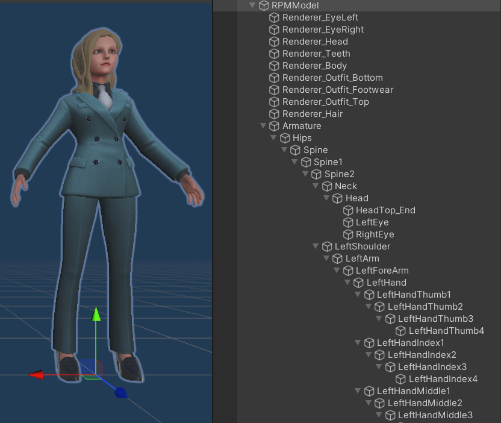 RPMModel
Renderer_EyeLeft
Renderer_EyeRight
Renderer_Head
Renderer_Teeth
Renderer_Body
Renderer_Outfit_Bottom
Renderer_Outfit_Footwear
Renderer_Outfit_Top
Renderer_Hair
Armature
Hips
Spine
Spine1
Spine2
Neck
Head
HeadTop_End
LeftEye
RightEye
LeftShoulder
LeftArm
LeftForeArm
LeftHand
LeftHandThumb1
LeftHandThumb2
LeftHandThumb3
LeftHandThumb4
LeftHandIndex1
LeftHandIndex2
LeftHandIndex3
LeftHandIndex4
LeftHandMiddle1
LeftHandMiddle2
LeftHandMiddle3